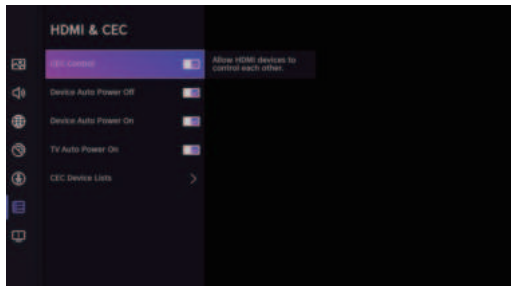 HDMI & CEC
CEC Control
Allow HDMI devices to
control each other.
Device Auto Power Off
Device Auto Power On
TV Auto Power On
CEC Device Lists